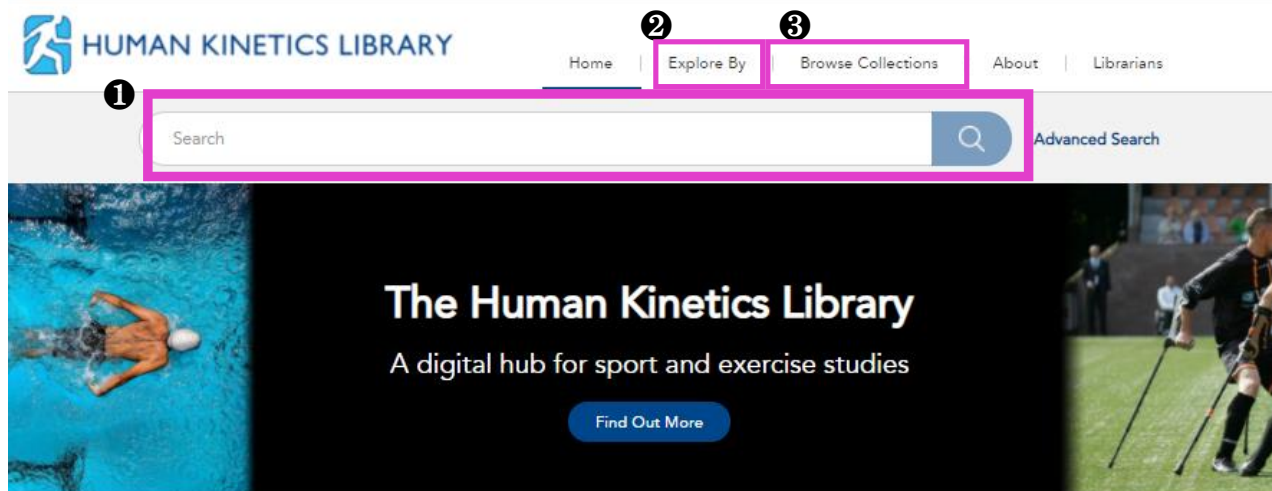 ❷ ❸
HUMAN KINETICS LIBRARY
Home | Explore By | Browse Collections About | Librarians
❶
Search Advanced Search
The Human Kinetics Library
A digital hub for sport and exercise studies
Find Out More